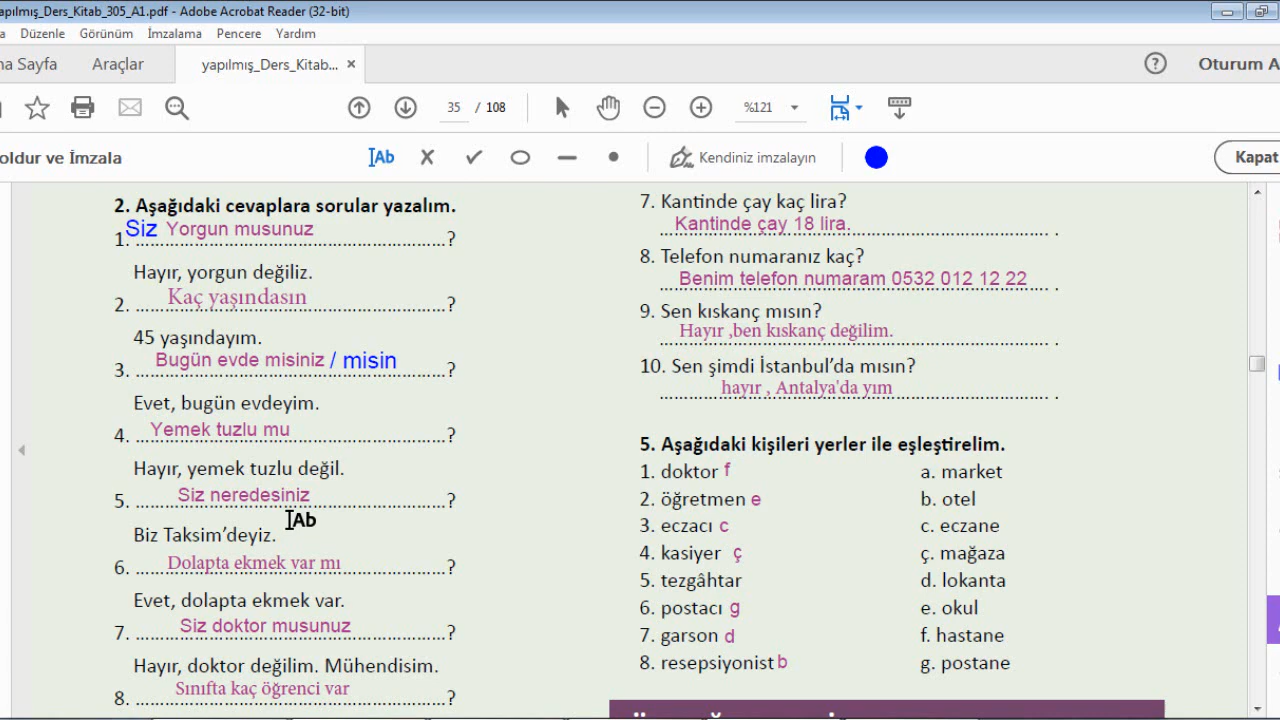 yapılmış_Ders_Kitab_305_A1.pdf - Adobe Acrobat Reader (32-bit)
Düzenle Görünüm İmzalama Pencere Yardım
na Sayfa Araçlar yapılmış_Ders_Kitab... × ? Oturum A
35 / 108 %121
oldur ve İmzala Ab Kendiniz imzalayın Kapat
2. Aşağıdaki cevaplara sorular yazalım.
1. Siz Yorgun musunuz ?
Hayır, yorgun değiliz.
2. Kaç yaşındasın ?
45 yaşındayım.
3. Bugün evde misiniz / misin ?
Evet, bugün evdeyim.
4. Yemek tuzlu mu ?
Hayır, yemek tuzlu değil.
5. Siz neredesiniz ?
Ab
Biz Taksim’deyiz.
6. Dolapta ekmek var mı ?
Evet, dolapta ekmek var.
7. Siz doktor musunuz ?
Hayır, doktor değilim. Mühendisim.
8. Sınıfta kaç öğrenci var ?
7. Kantinde çay kaç lira?
Kantinde çay 18 lira. .
8. Telefon numaranız kaç?
Benim telefon numaram 0532 012 12 22 .
9. Sen kıskanç mısın?
Hayır ,ben kıskanç değilim. .
10. Sen şimdi İstanbul’da mısın?
hayır , Antalya'da yım .
5. Aşağıdaki kişileri yerler ile eşleştirelim.
1. doktor f a. market
2. öğretmen e b. otel
3. eczacı c c. eczane
4. kasiyer ç ç. mağaza
5. tezgâhtar d. lokanta
6. postacı g e. okul
7. garson d f. hastane
8. resepsiyonist b g. postane